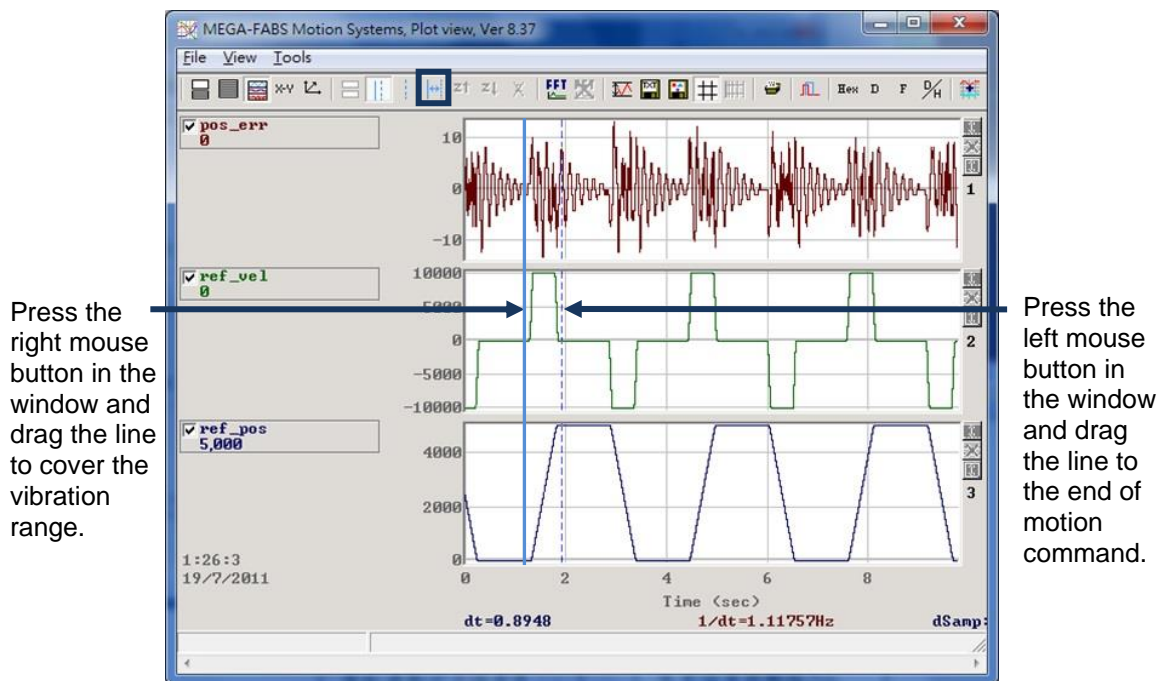 MEGA-FABS Motion Systems, Plot view, Ver 8.37
File View Tools
X-Y z↑ z↓ FFT TXT Hex D F D/H
pos_err
0
10
0
-10
1
ref_vel
0
10000
5000
0
-5000
-10000
2
ref_pos
5,000
4000
2000
0
3
1:26:3
19/7/2011
0 2 4 6 8
Time (sec)
dt=0.8948 1/dt=1.11757Hz dSamp:
Press the
right mouse
button in the
window and
drag the line
to cover the
vibration
range.
Press the
left mouse
button in
the window
and drag
the line to
the end of
motion
command.